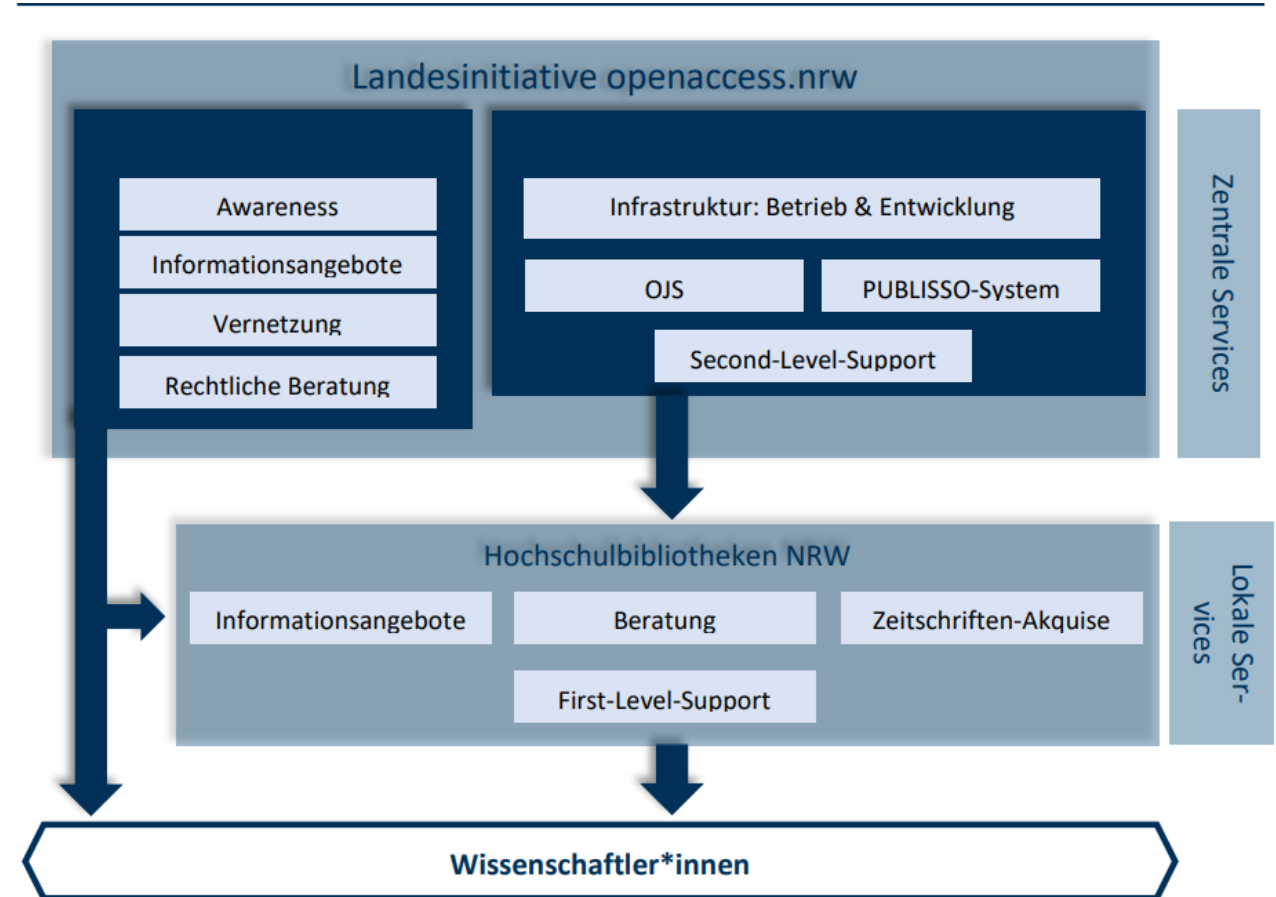 Landesinitiative openaccess.nrw
Awareness
Informationsangebote
Vernetzung
Rechtliche Beratung
Infrastruktur: Betrieb & Entwicklung
OJS
PUBLISSO-System
Second-Level-Support
Zentrale Services
Hochschulbibliotheken NRW
Informationsangebote
Beratung
Zeitschriften-Akquise
First-Level-Support
Lokale Ser-
vices
Wissenschaftler*innen